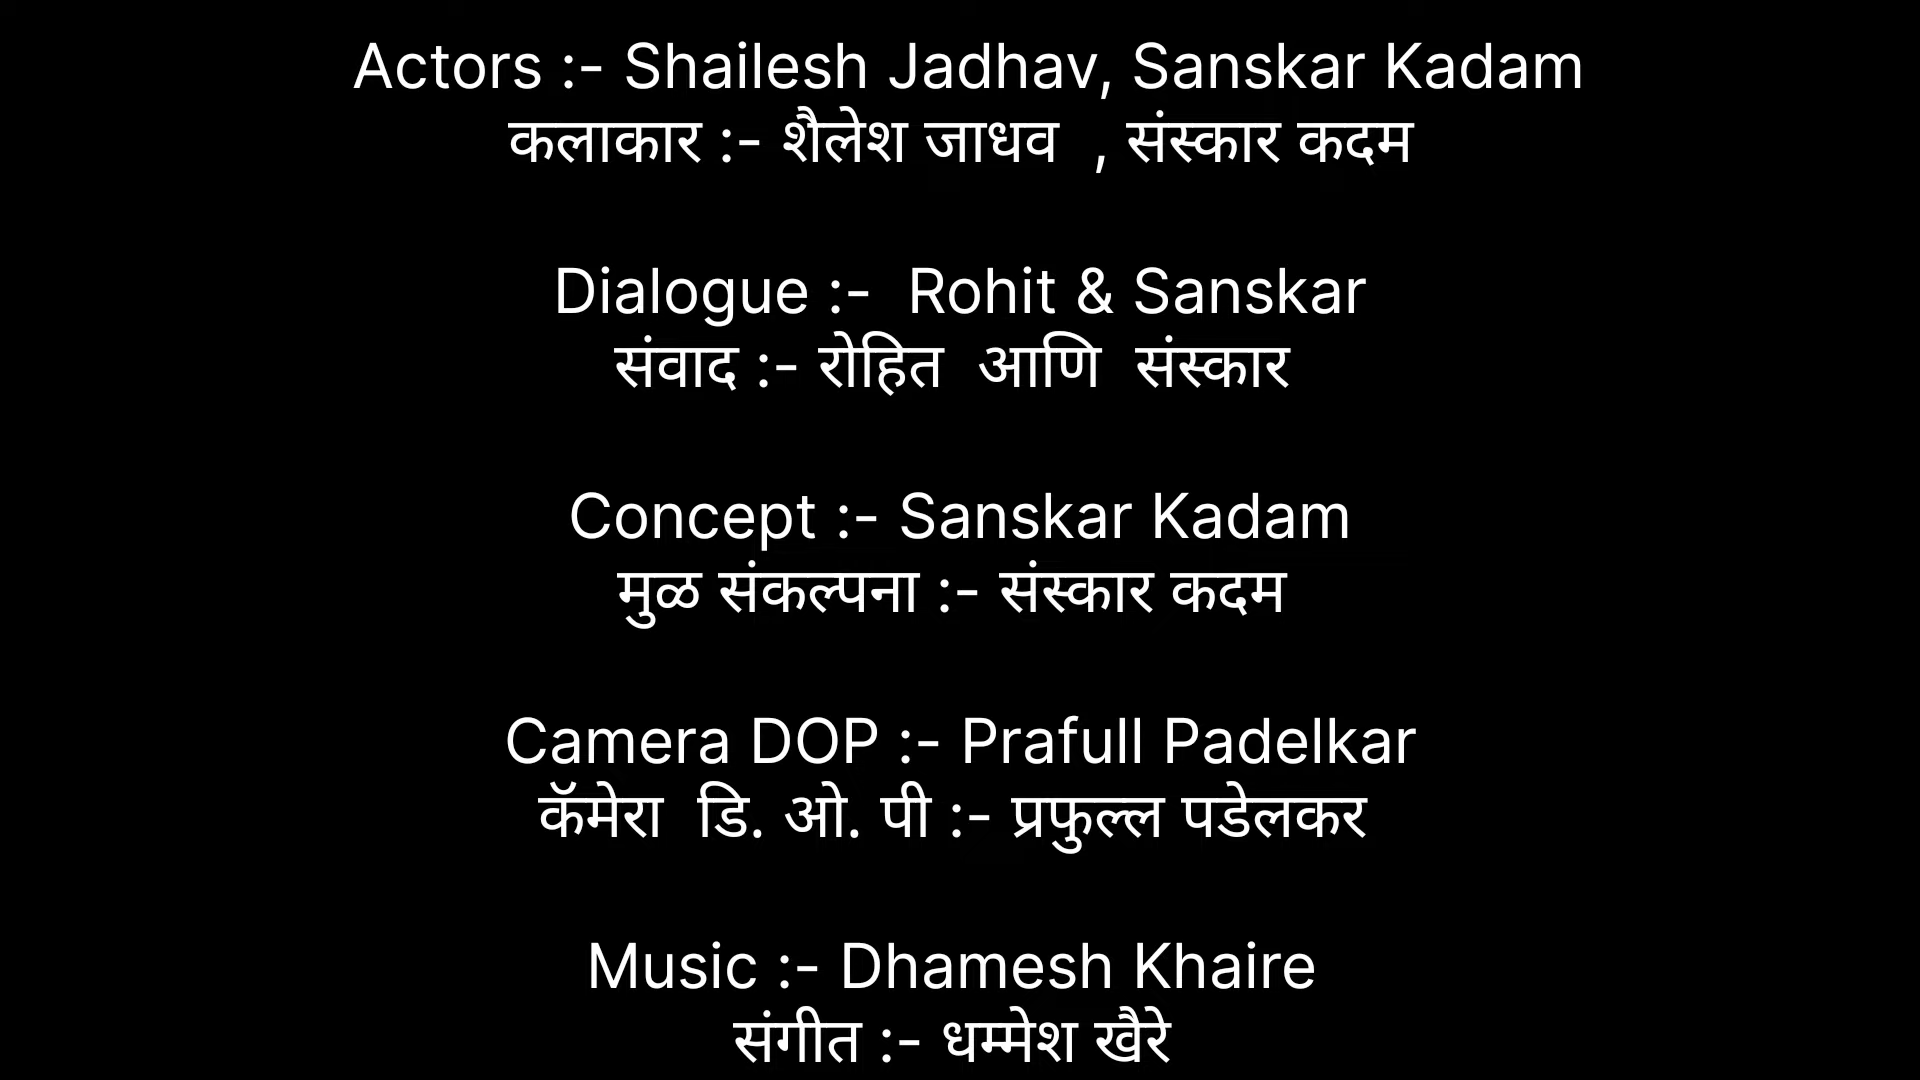 Actors :- Shailesh Jadhav, Sanskar Kadam
कलाकार :- शैलेश जाधव , संस्कार कदम
Dialogue :- Rohit & Sanskar
संवाद :- रोहित आणि संस्कार
Concept :- Sanskar Kadam
मुळ संकल्पना :- संस्कार कदम
Camera DOP :- Prafull Padelkar
कॅमेरा डि. ओ. पी :- प्रफुल्ल पडेलकर
Music :- Dhamesh Khaire
संगीत :- धम्मेश खैरे